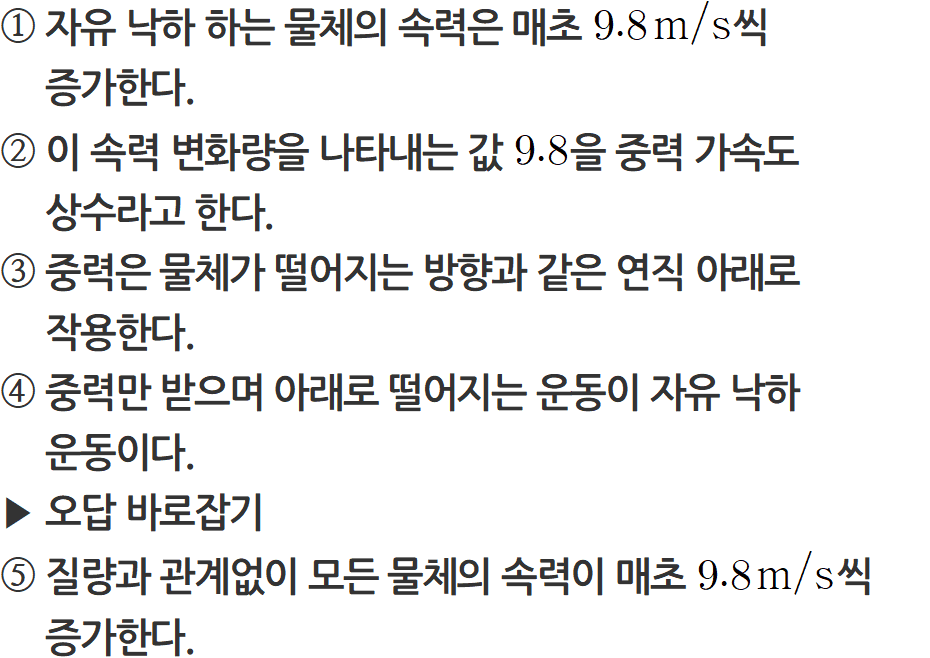 ① 자유 낙하 하는 물체의 속력은 매초 9.8m/s씩
증가한다.
② 이 속력 변화량을 나타내는 값 9.8을 중력 가속도
상수라고 한다.
③ 중력은 물체가 떨어지는 방향과 같은 연직 아래로
작용한다.
④ 중력만 받으며 아래로 떨어지는 운동이 자유 낙하
운동이다.
▶ 오답 바로잡기
⑤ 질량과 관계없이 모든 물체의 속력이 매초 9.8m/s씩
증가한다.